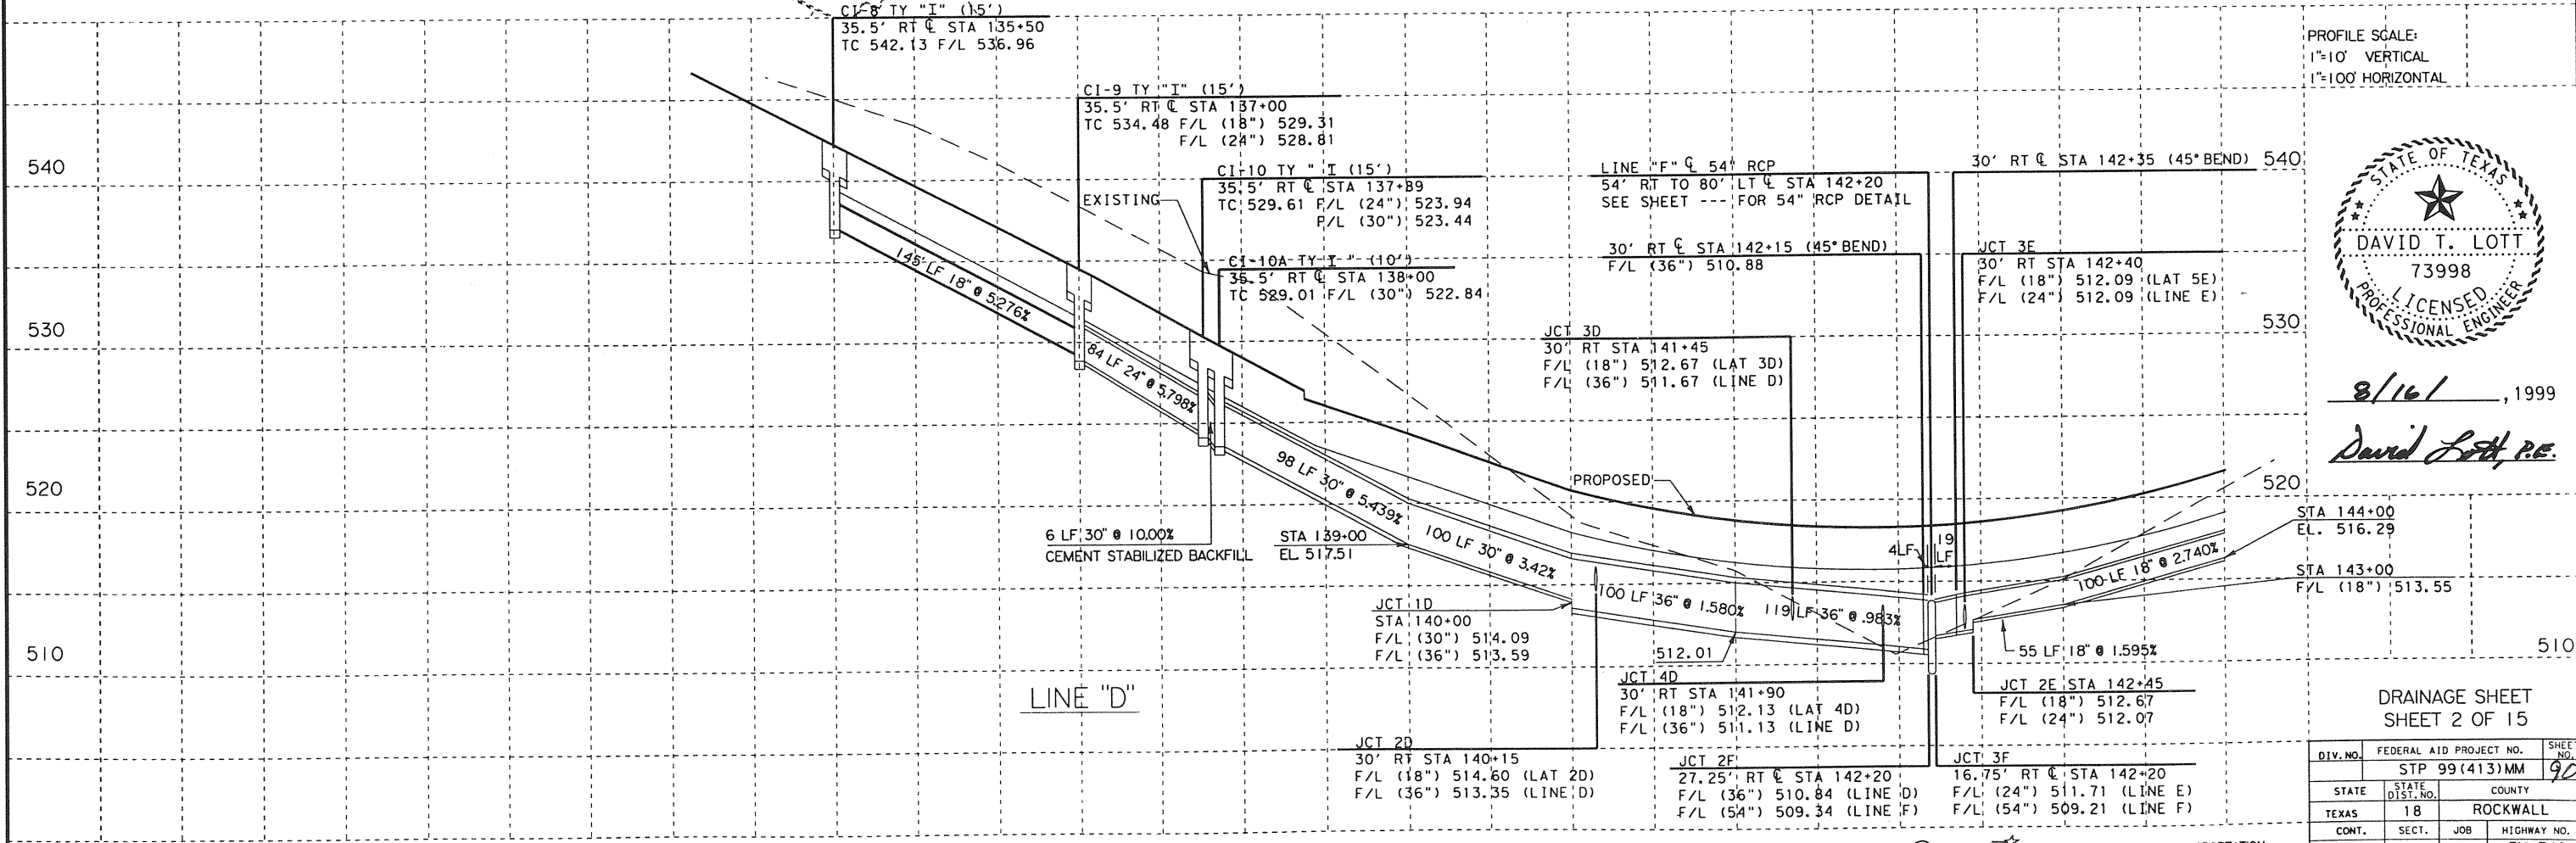 CI-8 TY "I" (15')
35.5' RT ℄ STA 135+50
TC 542.13 F/L 536.96
CI-9 TY "I" (15')
35.5' RT ℄ STA 137+00
TC 534.48 F/L (18") 529.31
F/L (24") 528.81
CI-10 TY " I (15')
35.5' RT ℄ STA 137+89
TC 529.61 F/L (24") 523.94
F/L (30") 523.44
EXISTING
CI-10A TY I " (10')
35.5' RT ℄ STA 138+00
TC 529.01 F/L (30") 522.84
LINE "F" ℄ 54" RCP
54' RT TO 80' LT ℄ STA 142+20
SEE SHEET --- FOR 54" RCP DETAIL
30' RT ℄ STA 142+15 (45° BEND)
F/L (36") 510.88
30' RT ℄ STA 142+35 (45° BEND)
JCT 3E
30' RT STA 142+40
F/L (18") 512.09 (LAT 5E)
F/L (24") 512.09 (LINE E)
JCT 3D
30' RT STA 141+45
F/L (18") 512.67 (LAT 3D)
F/L (36") 511.67 (LINE D)
PROFILE SCALE:
1"=10' VERTICAL
1"=100' HORIZONTAL
STATE OF TEXAS
DAVID T. LOTT
73998
LICENSED
PROFESSIONAL ENGINEER
8/16/ , 1999
David Lott, P.E.
540
530
520
510
540
530
520
510
145' LF 18" @ 5.276%
84 LF 24" @ 5.798%
98 LF 30" @ 5.439%
100 LF 30" @ 3.42%
100 LF 36" @ 1.580%
119 LF 36" @ .983%
4LF
19
LF
100 LF 18" @ 2.740%
55 LF 18" @ 1.595%
PROPOSED
6 LF 30" @ 10.00%
CEMENT STABILIZED BACKFILL
STA 139+00
EL 517.51
STA 144+00
EL. 516.29
STA 143+00
F/L (18") 513.55
JCT 1D
STA 140+00
F/L (30") 514.09
F/L (36") 513.59
512.01
JCT 4D
30' RT STA 141+90
F/L (18") 512.13 (LAT 4D)
F/L (36") 511.13 (LINE D)
JCT 2E STA 142+45
F/L (18") 512.67
F/L (24") 512.07
LINE "D"
JCT 2D
30' RT STA 140+15
F/L (18") 514.60 (LAT 2D)
F/L (36") 513.35 (LINE D)
JCT 2F
27.25' RT ℄ STA 142+20
F/L (36") 510.84 (LINE D)
F/L (54") 509.34 (LINE F)
JCT 3F
16.75' RT ℄ STA 142+20
F/L (24") 511.71 (LINE E)
F/L (54") 509.21 (LINE F)
DRAINAGE SHEET
SHEET 2 OF 15
DIV. NO. FEDERAL AID PROJECT NO. SHEET NO.
STP 99(413)MM 90
STATE STATE DIST. NO. COUNTY
TEXAS 18 ROCKWALL
CONT. SECT. JOB HIGHWAY NO.